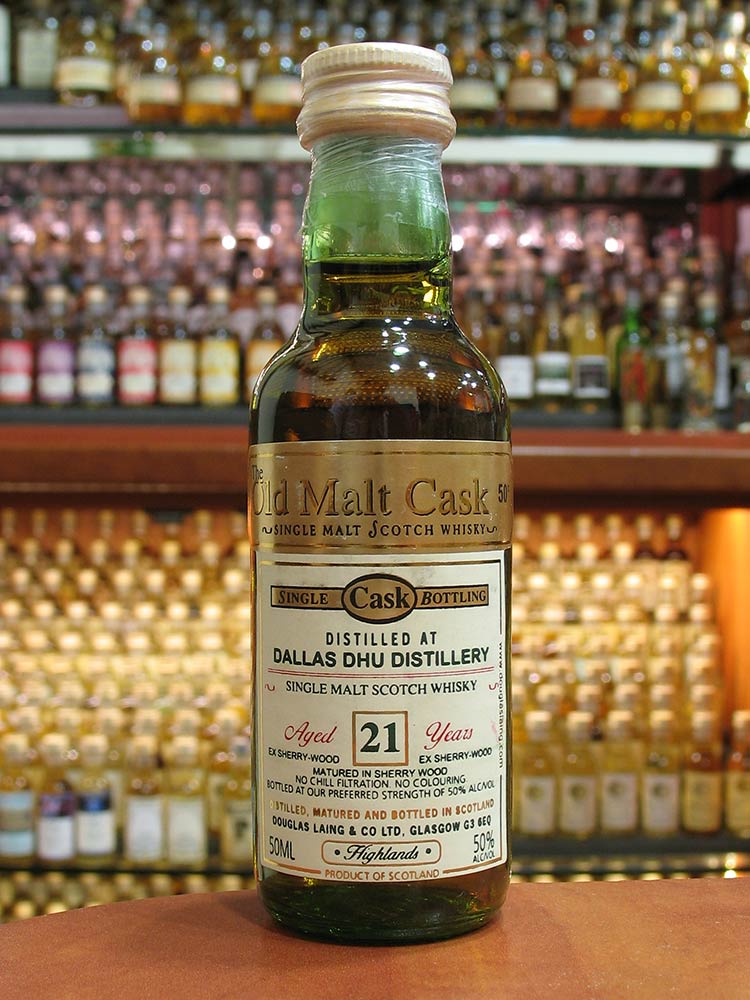 The
Old Malt Cask 50°
SINGLE MALT SCOTCH WHISKY
SINGLE Cask BOTTLING
DISTILLED AT
DALLAS DHU DISTILLERY
SINGLE MALT SCOTCH WHISKY
Aged 21 Years
EX SHERRY-WOOD EX SHERRY-WOOD
MATURED IN SHERRY WOOD
NO CHILL FILTRATION. NO COLOURING.
BOTTLED AT OUR PREFERRED STRENGTH OF 50% ALC/VOL
DISTILLED, MATURED AND BOTTLED IN SCOTLAND
DOUGLAS LAING & CO LTD, GLASGOW G3 6EQ
50ML Highlands 50%
ALC/VOL
PRODUCT OF SCOTLAND
www.douglaslaing.com